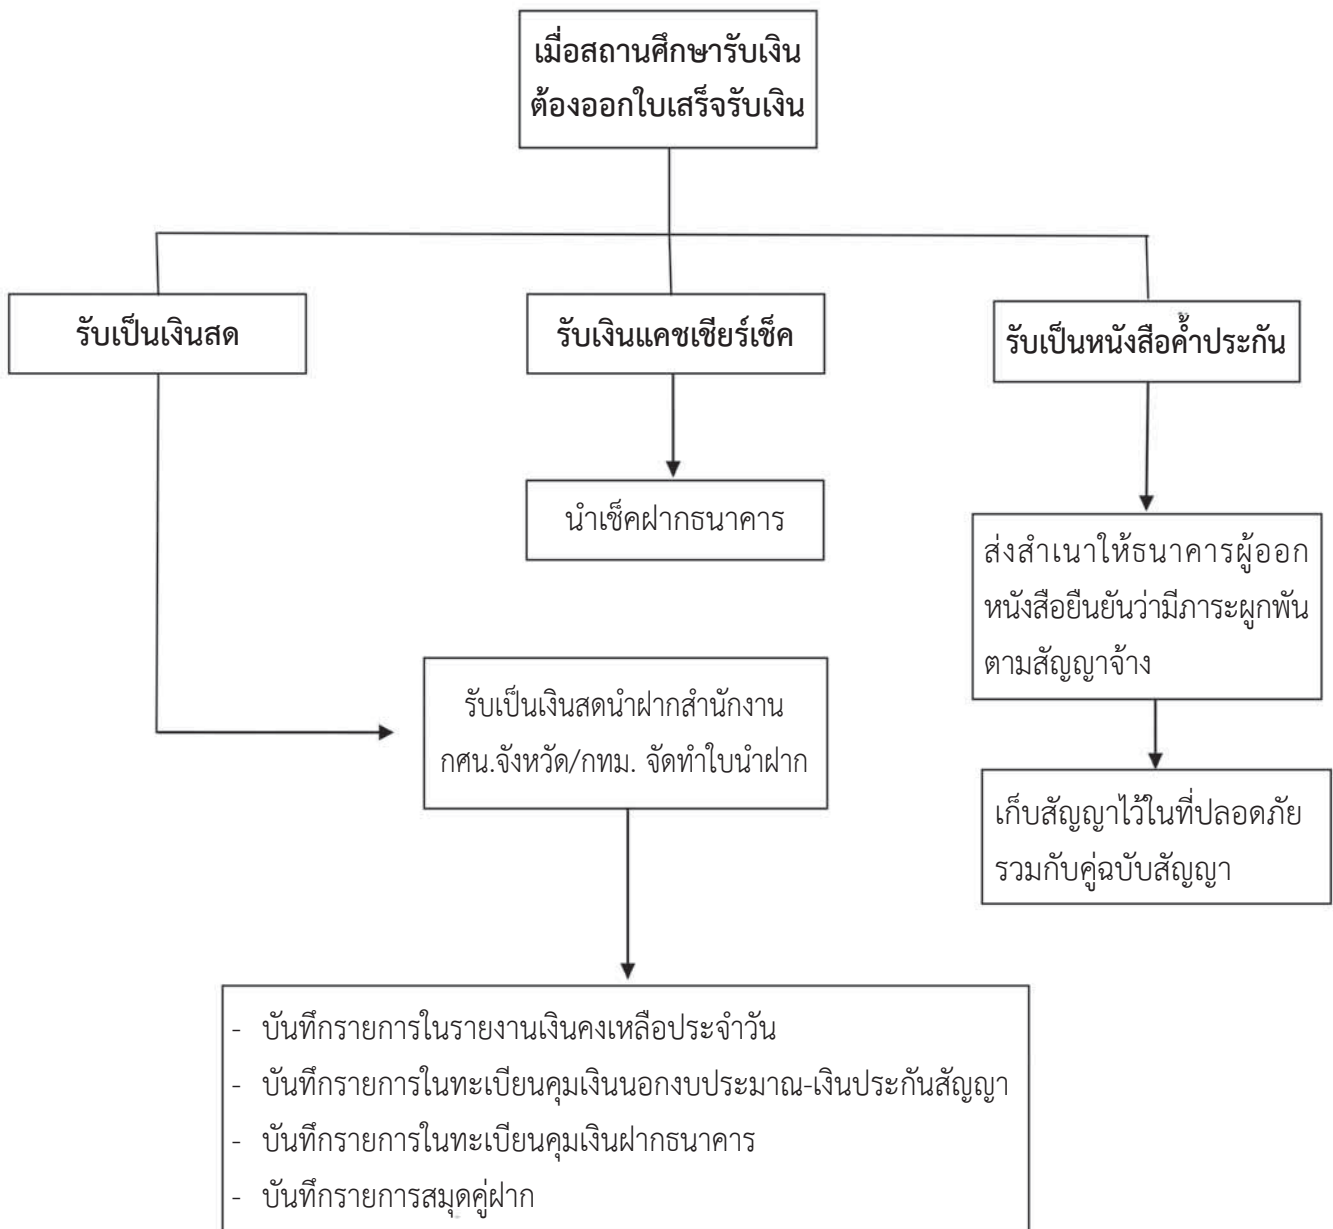 เมื่อสถานศึกษารับเงิน
ต้องออกใบเสร็จรับเงิน
รับเป็นเงินสด
รับเงินแคชเชียร์เช็ค
รับเป็นหนังสือค้ำประกัน
นำเช็คฝากธนาคาร
ส่งสำเนาให้ธนาคารผู้ออก
หนังสือยืนยันว่ามีภาระผูกพัน
ตามสัญญาจ้าง
รับเป็นเงินสดนำฝากสำนักงาน
กศน.จังหวัด/กทม. จัดทำใบนำฝาก
เก็บสัญญาไว้ในที่ปลอดภัย
รวมกับคู่ฉบับสัญญา
- บันทึกรายการในรายงานเงินคงเหลือประจำวัน
- บันทึกรายการในทะเบียนคุมเงินนอกงบประมาณ-เงินประกันสัญญา
- บันทึกรายการในทะเบียนคุมเงินฝากธนาคาร
- บันทึกรายการสมุดคู่ฝาก